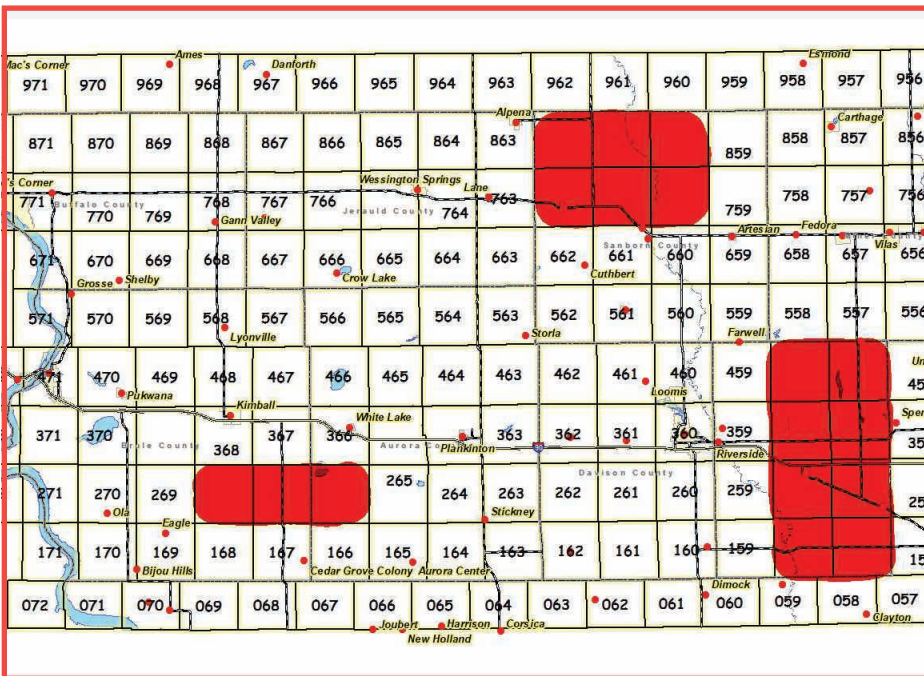 Ames
Danforth
Esmond
Mac's Corner
971 970 969 968 967 966 965 964 963 962 961 960 959 958 957 956
Alpena
Carthage
871 870 869 868 867 866 865 864 863 859 858 857 856
's Corner
Wessington Springs
Lane
771 770 769 768 767 766 764 763 759 758 757 756
Buffalo County
Jerauld County
Gann Valley
Artesian
Fedora
Vilas
Sanborn County
671 670 669 668 667 666 665 664 663 662 661 660 659 658 657 656
Grosse
Shelby
Crow Lake
Cuthbert
571 570 569 568 567 566 565 564 563 562 561 560 559 558 557 556
Lyonville
Storla
Farwell
471 470 469 468 467 466 465 464 463 462 461 460 459
Un
45
Pukwana
Kimball
White Lake
Loomis
Spen
371 370 368 367 366 363 362 361 360 359 35
Brule County
Aurora Co
Plankinton
Riverside
Davison County
271 270 269 265 264 263 262 261 260 259 25
Ola
Stickney
Eagle
171 170 169 168 167 166 165 164 163 162 161 160 159 15
Bijou Hills
Cedar Grove Colony
Aurora Center
Dimock
072 071 070 069 068 067 066 065 064 063 062 061 060 059 058 057
Joubert
Harrison
Corsica
Clayton
New Holland